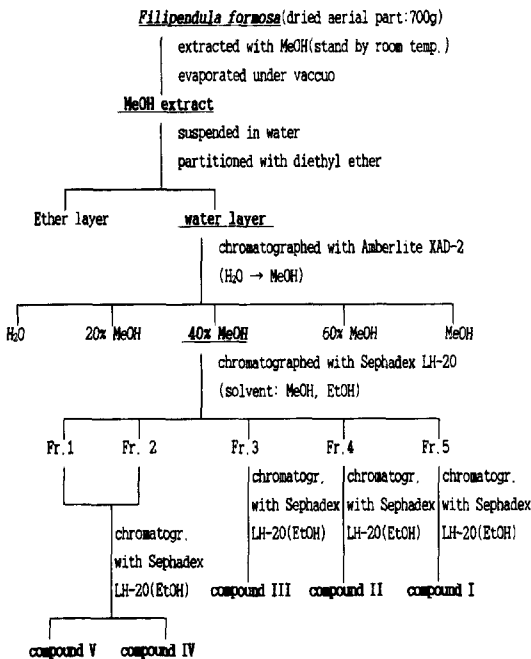 Filipendula formosa(dried aerial part:700g)
extracted with MeOH(stand by room temp.)
evaporated under vaccuo
MeOH extract
suspended in water
partitioned with diethyl ether
Ether layer water layer
chromatographed with Amberlite XAD-2
(H₂O → MeOH)
H₂O 20% MeOH 40% MeOH 60% MeOH MeOH
chromatographed with Sephadex LH-20
(solvent: MeOH, EtOH)
Fr.1 Fr.2 Fr.3 Fr.4 Fr.5
chromatogr. chromatogr. chromatogr.
with Sephadex with Sephadex with Sephadex
LH-20(EtOH) LH-20(EtOH) LH-20(EtOH)
chromatogr.
with Sephadex
LH-20(EtOH) compound III compound II compound I
compound V compound IV